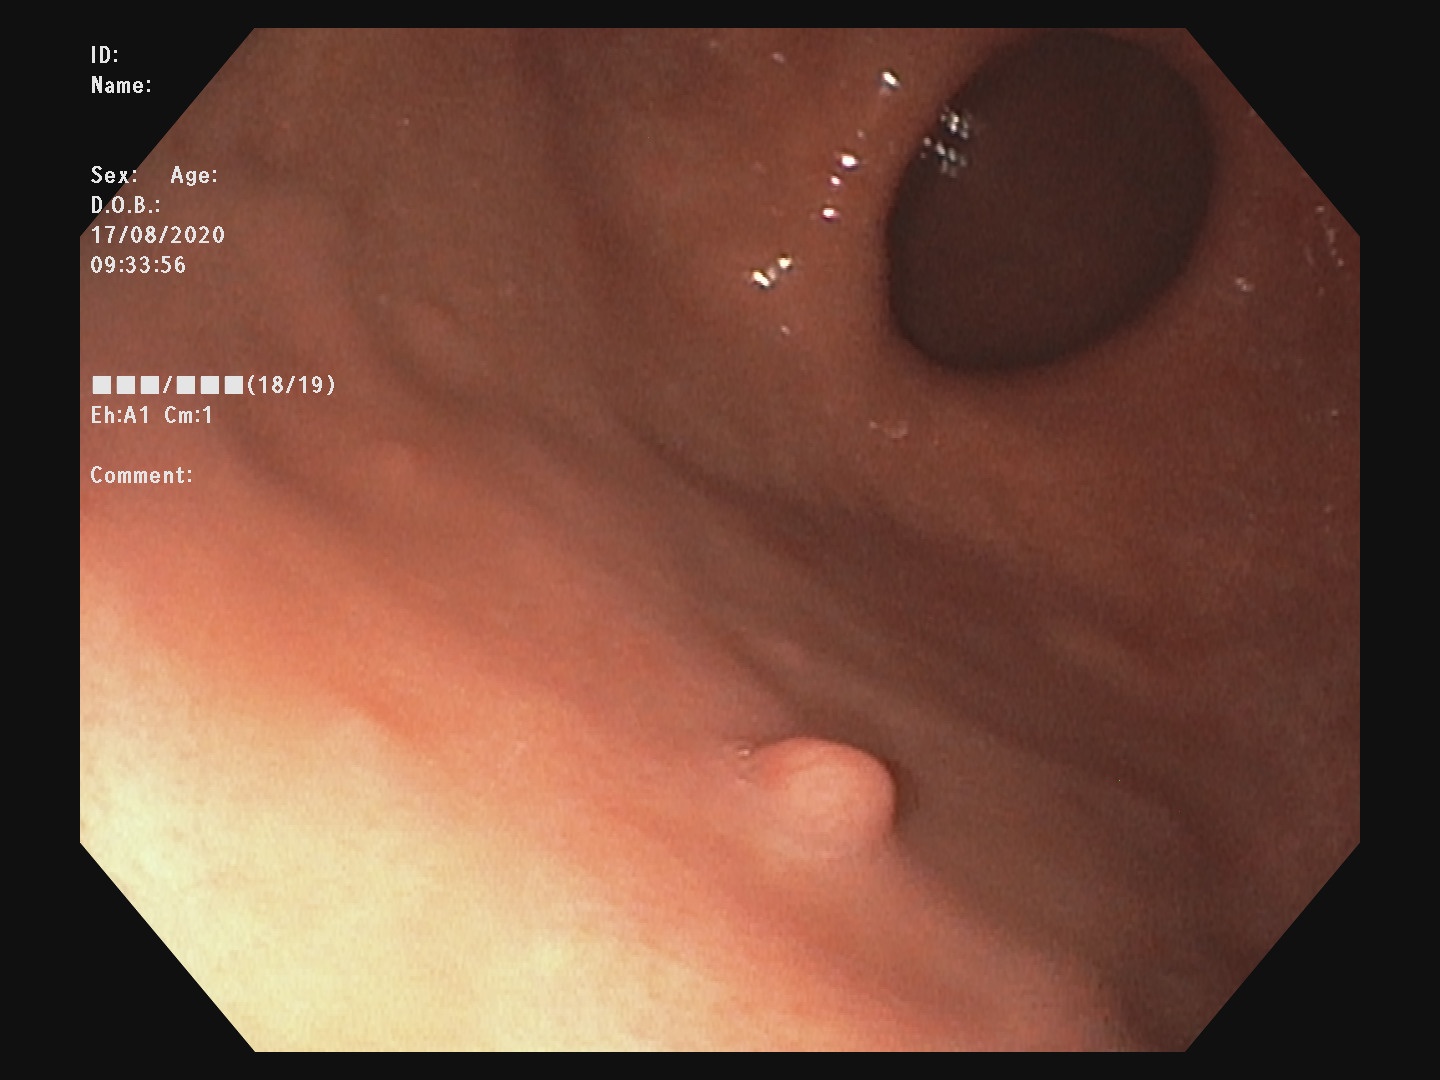 ID:
Name:
Sex: Age:
D.O.B.:
17/08/2020
09:33:56
■■■/■■■(18/19)
Eh:A1 Cm:1
Comment: